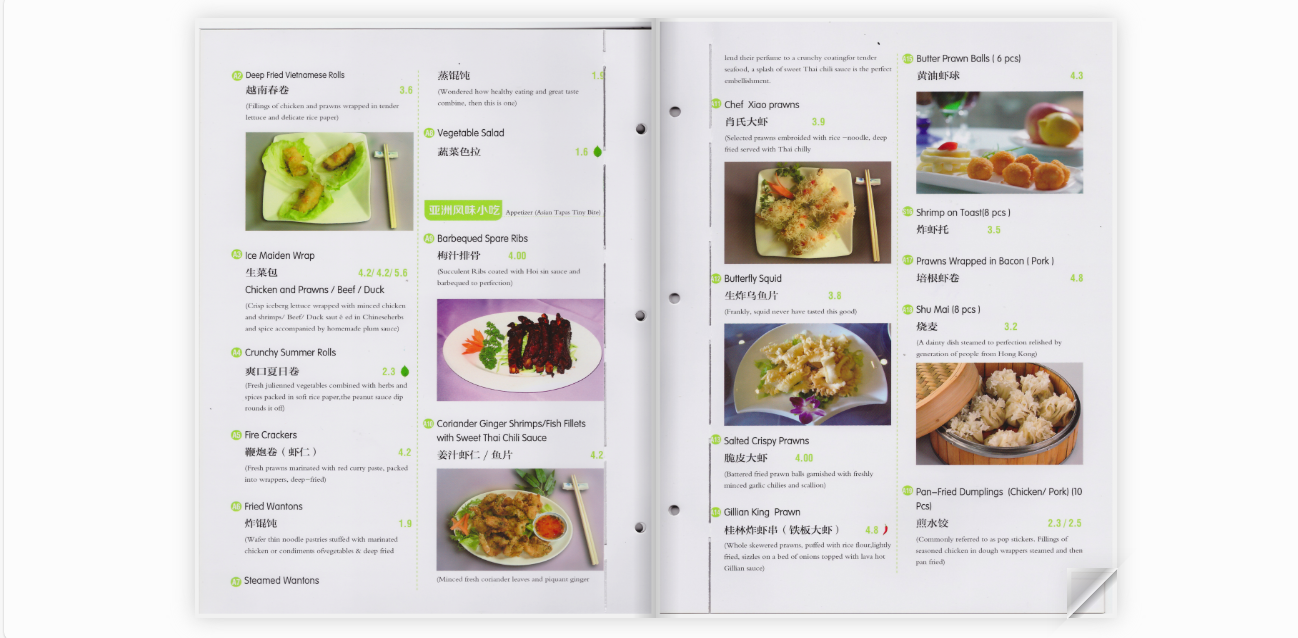 A2 Deep Fried Vietnamese Rolls
越南春卷 3.6
(Fillings of chicken and prawns wrapped in tender
lettuce and delicate rice paper)
A3 Ice Maiden Wrap
生菜包 4.2/4.2/5.6
Chicken and Prawns / Beef / Duck
(Crisp iceberg lettuce wrapped with minced chicken
and shrimps/ Beef/ Duck saut é ed in Chineseherbs
and spice accompanied by homemade plum sauce)
A4 Crunchy Summer Rolls
爽口夏日卷 2.3
(Fresh julienned vegetables combined with herbs and
spices packed in soft rice paper,the peanut sauce dip
rounds it off)
A5 Fire Crackers
鞭炮卷（虾仁） 4.2
(Fresh prawns marinated with red curry paste, packed
into wrappers, deep-fried)
A6 Fried Wantons
炸馄饨 1.9
(Wafer thin noodle pastries stuffed with marinated
chicken or condiments ofvegetables & deep fried
A7 Steamed Wantons
蒸馄饨 1.9
(Wondered how healthy eating and great taste
combine, then this is one)
A8 Vegetable Salad
蔬菜色拉 1.8
亚洲风味小吃 Appetizer (Asian Tapas Tiny Bite)
A9 Barbequed Spare Ribs
梅汁排骨 4.00
(Succulent Ribs coated with Hoi sin sauce and
barbequed to perfection)
Coriander Ginger Shrimps/Fish Fillets
with Sweet Thai Chili Sauce
姜汁虾仁 / 鱼片 4.2
(Minced fresh coriander leaves and piquant ginger
lend their perfume to a crunchy coatingfor tender
seafood, a splash of sweet Thai chili sauce is the perfect
embellishment.
Chef Xiao prawns
肖氏大虾 3.9
(Selected prawns embroided with rice -noodle, deep
fried served with Thai chilly
Butterfly Squid
生炸乌鱼片 3.8
(Frankly, squid never have tasted this good)
Salted Crispy Prawns
脆皮大虾 4.00
(Battered fried prawn balls garnished with freshly
minced garlic chilies and scallion)
Gillian King Prawn
桂林炸虾串（铁板大虾） 4.8
(Whole skewered prawns, puffed with rice flour,lightly
fried, sizzles on a bed of onions topped with lava hot
Gillian sauce)
Butter Prawn Balls ( 6 pcs)
黄油虾球 4.3
Shrimp on Toast(8 pcs )
炸虾托 3.5
Prawns Wrapped in Bacon ( Pork )
培根虾卷 4.8
Shu Mai (8 pcs )
烧麦 3.2
(A dainty dish steamed to perfection relished by
generation of people from Hong Kong)
Pan-Fried Dumplings (Chicken/ Pork) (10
Pcs)
煎水饺 2.3 / 2.5
(Commonly referred to as pop stickers. Fillings of
seasoned chicken in dough wrappers steamed and then
pan fried)